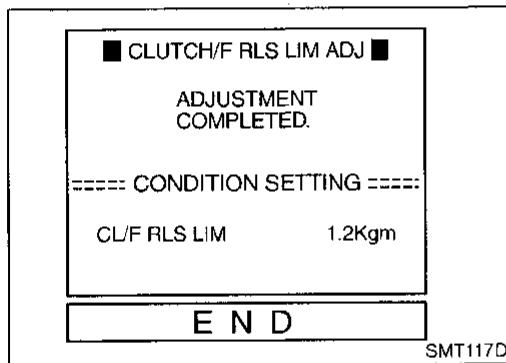 ■ CLUTCH/F RLS LIM ADJ ■
ADJUSTMENT
COMPLETED.
===== CONDITION SETTING =====
CL/F RLS LIM 1.2Kgm
E N D
SMT117D